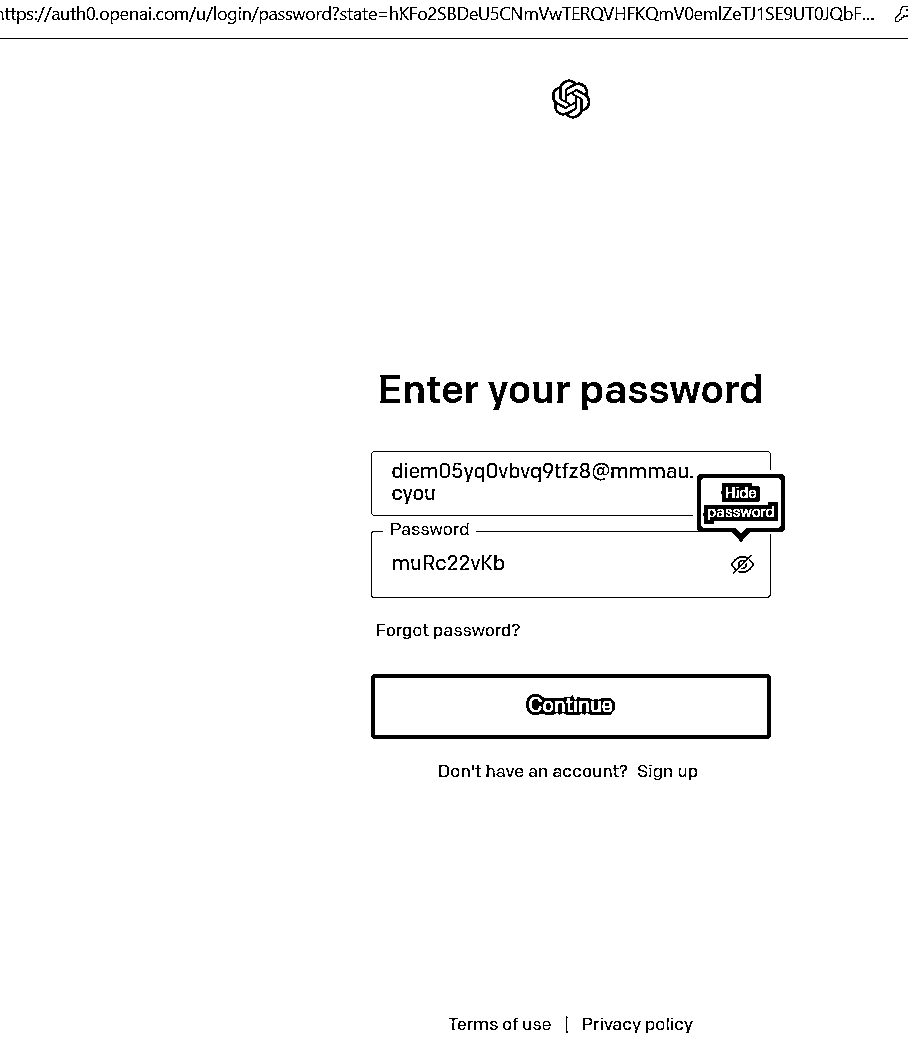 https://auth0.openai.com/u/login/password?state=hKFo2SBDeU5CNmVwTERQVHFKQmV0emlZeTJ1SE9UT0JQbF...
Enter your password
diem05yq0vbvq9tfz8@mmmau.
cyou
Hide
password
Password
muRc22vKb
Forgot password?
Continue
Don't have an account? Sign up
Terms of use | Privacy policy